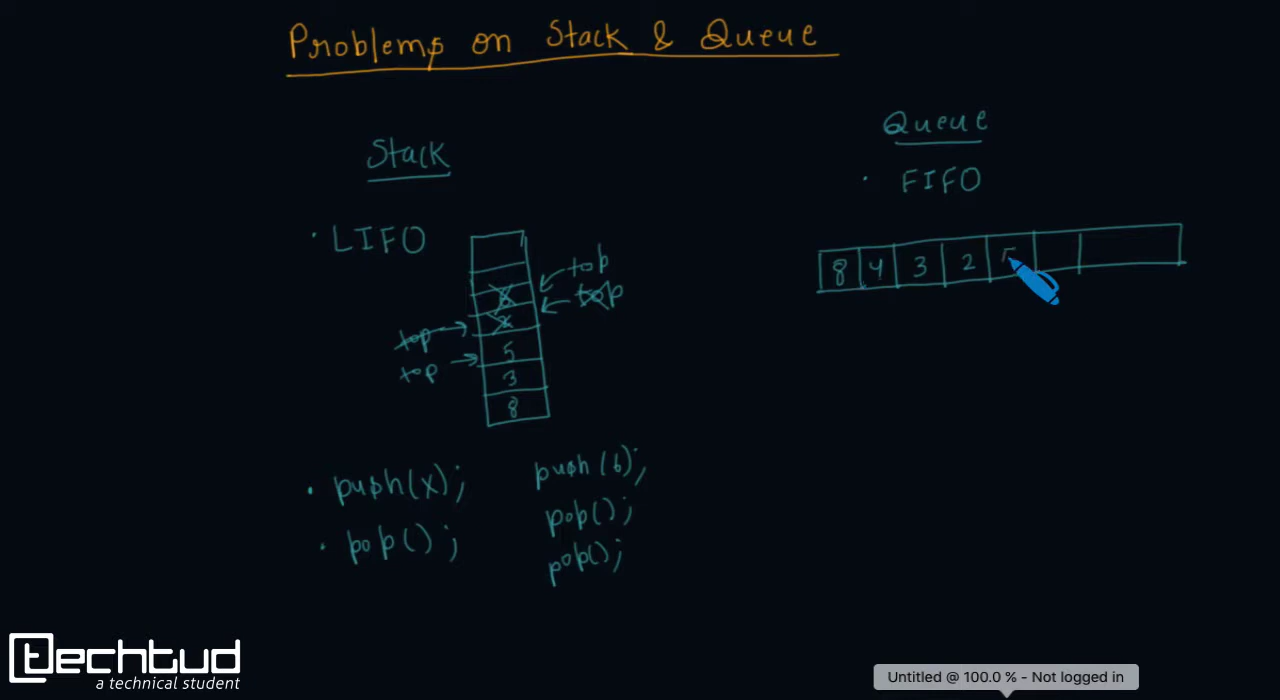 Problems on Stack & Queue
Stack
• LIFO
top
top
top
top
5
3
8
• push(x);
• pop();
push(6);
pop();
pop();
Queue
• FIFO
8 4 3 2
techtud
a technical student
Untitled @ 100.0 % - Not logged in